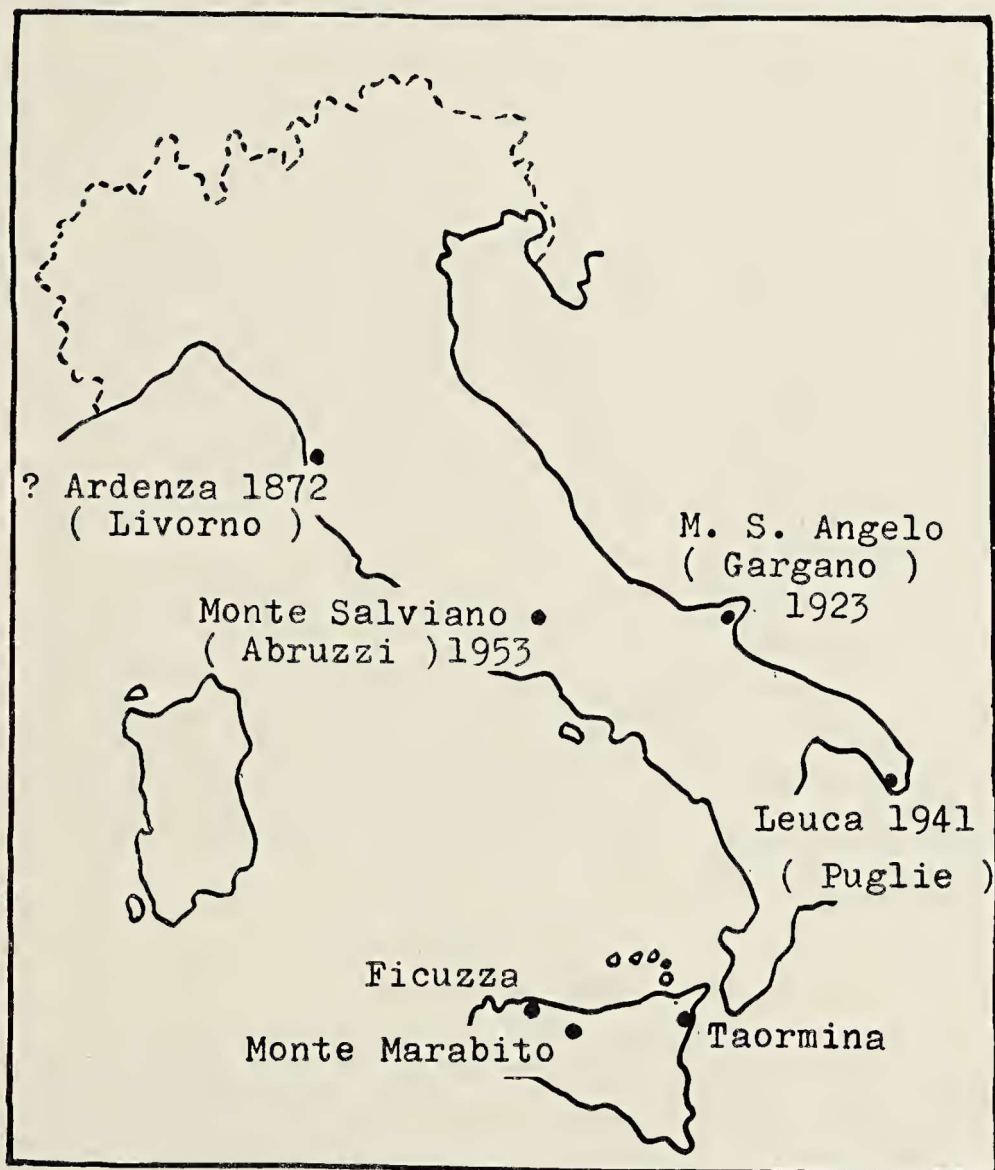 ? Ardenza 1872
( Livorno )
M. S. Angelo
( Gargano )
1923
Monte Salviano
( Abruzzi )1953
Leuca 1941
( Puglie )
Ficuzza
Monte Marabito
Taormina